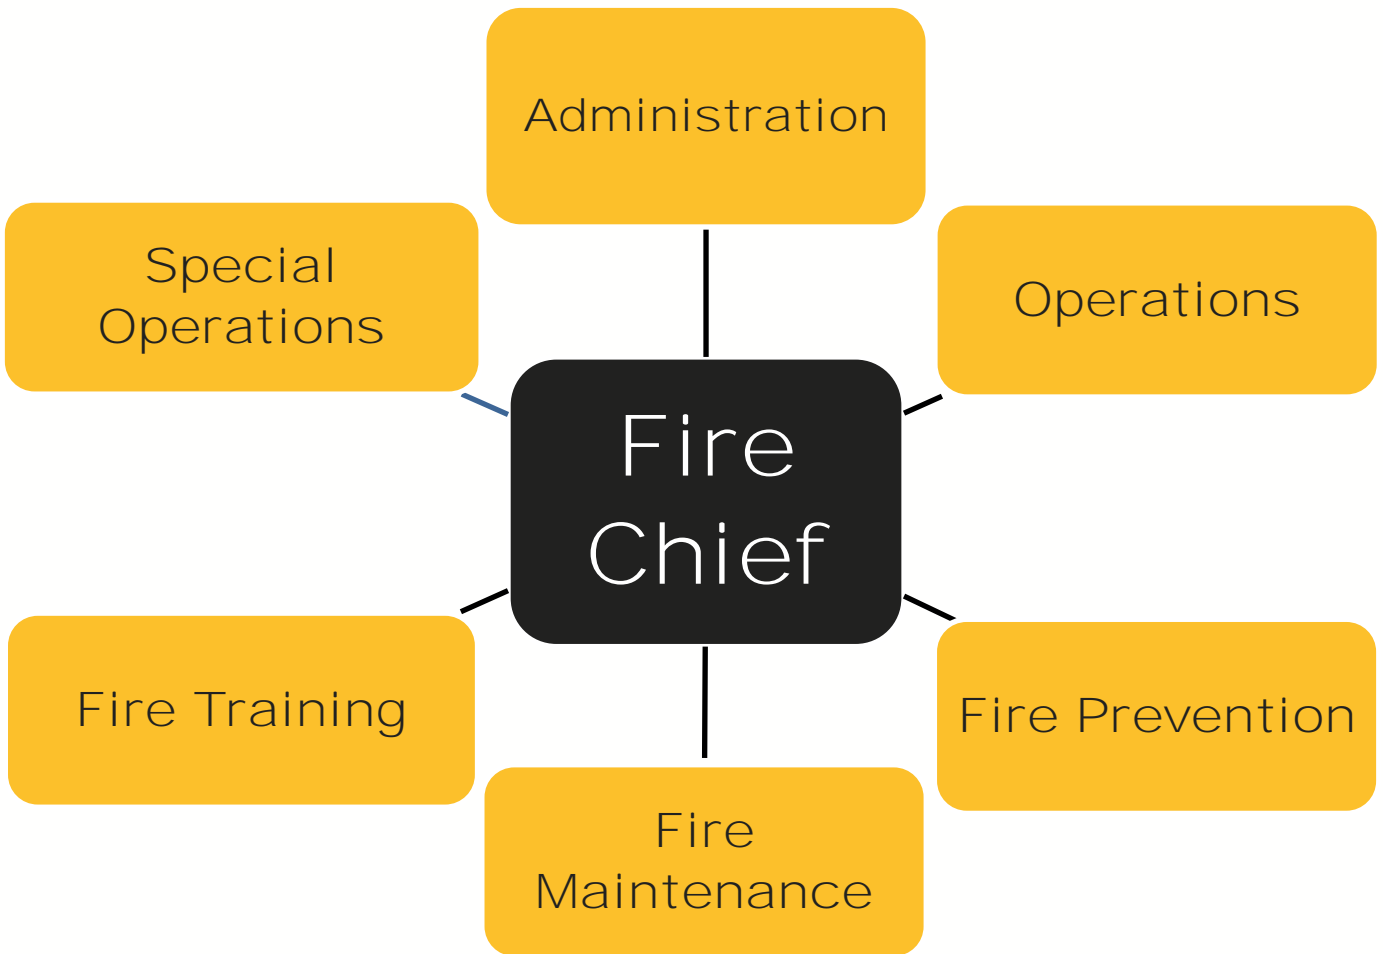 Administration
Special
Operations
Operations
Fire
Chief
Fire Training
Fire Prevention
Fire
Maintenance